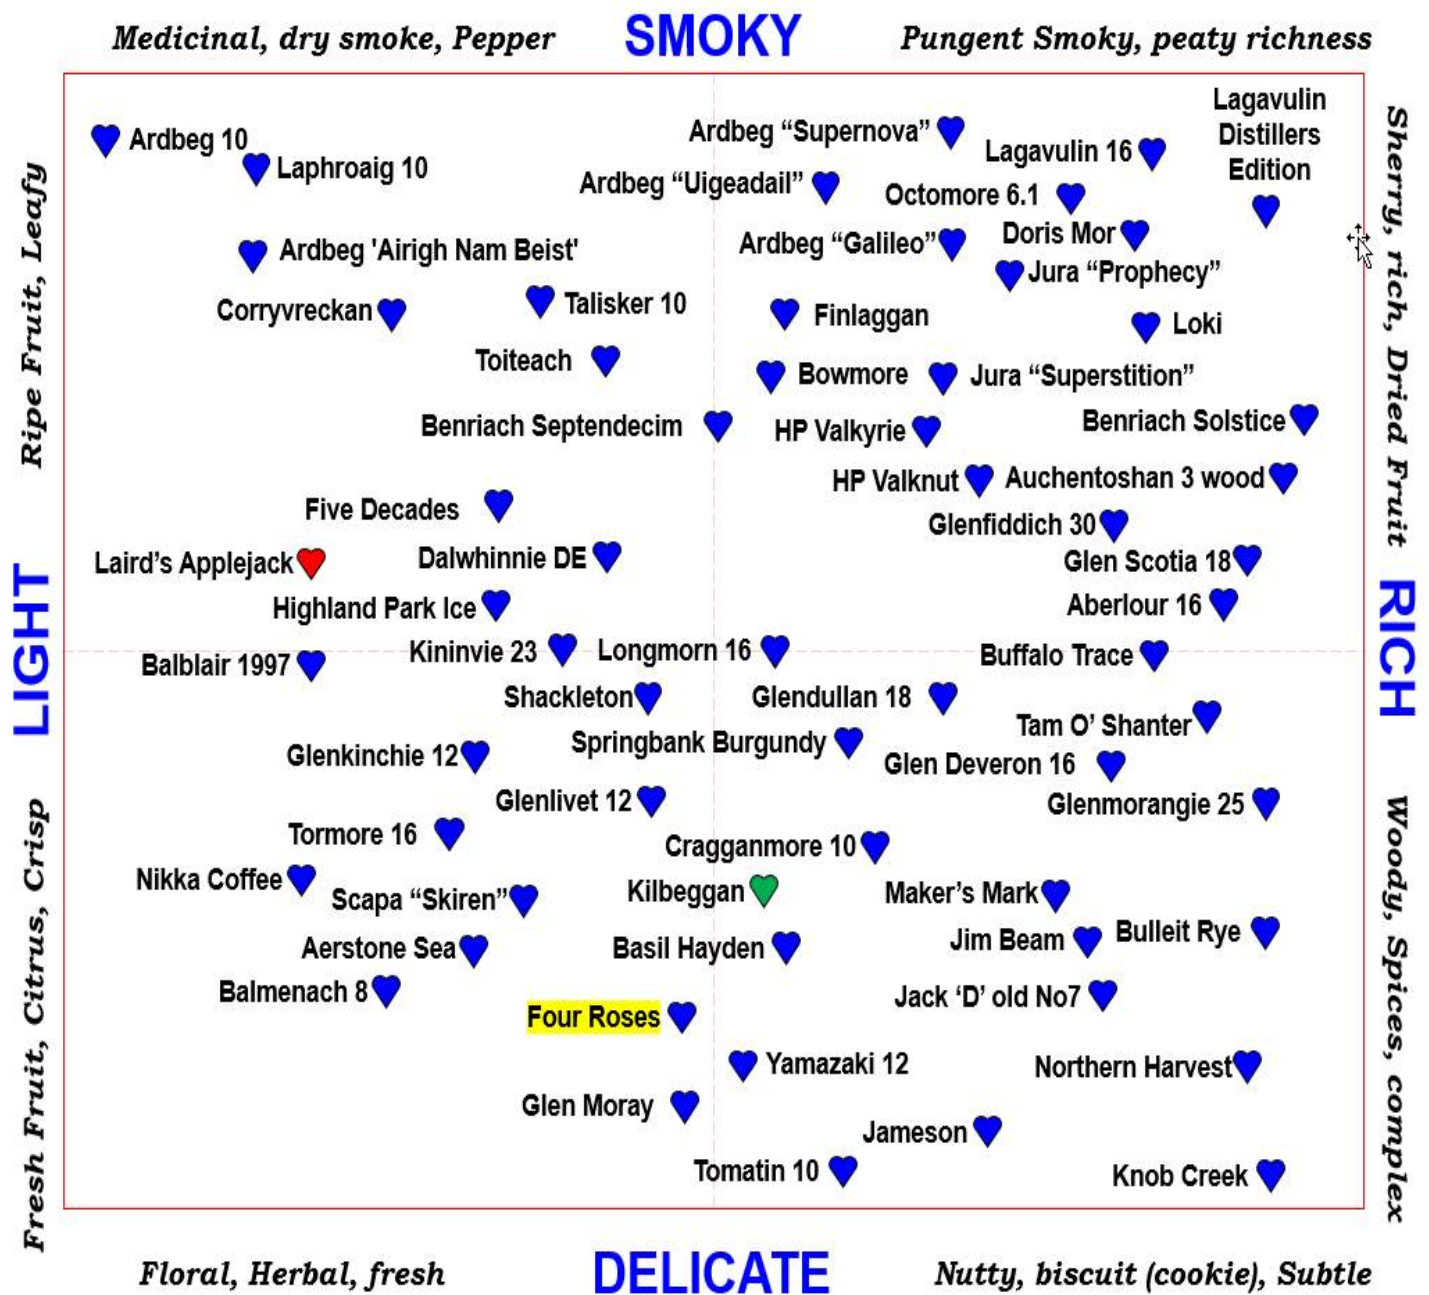 Medicinal, dry smoke, Pepper
SMOKY
Pungent Smoky, peaty richness
Ripe Fruit, Leafy
LIGHT
Fresh Fruit, Citrus, Crisp
Sherry, rich, Dried Fruit
RICH
Woody, Spices, complex
Ardbeg 10
Laphroaig 10
Ardbeg “Supernova”
Lagavulin 16
Lagavulin
Distillers
Edition
Ardbeg “Uigeadail”
Octomore 6.1
Ardbeg 'Airigh Nam Beist'
Ardbeg “Galileo”
Doris Mor
Jura “Prophecy”
Corryvreckan
Talisker 10
Finlaggan
Loki
Toiteach
Bowmore
Jura “Superstition”
Benriach Septendecim
HP Valkyrie
Benriach Solstice
HP Valknut
Auchentoshan 3 wood
Five Decades
Glenfiddich 30
Laird’s Applejack
Dalwhinnie DE
Glen Scotia 18
Highland Park Ice
Aberlour 16
Balblair 1997
Kininvie 23
Longmorn 16
Buffalo Trace
Shackleton
Glendullan 18
Tam O’ Shanter
Glenkinchie 12
Springbank Burgundy
Glen Deveron 16
Glenlivet 12
Glenmorangie 25
Tormore 16
Cragganmore 10
Nikka Coffee
Scapa “Skiren”
Kilbeggan
Maker’s Mark
Aerstone Sea
Basil Hayden
Jim Beam
Bulleit Rye
Balmenach 8
Four Roses
Jack ‘D’ old No7
Yamazaki 12
Northern Harvest
Glen Moray
Jameson
Tomatin 10
Knob Creek
Floral, Herbal, fresh
DELICATE
Nutty, biscuit (cookie), Subtle